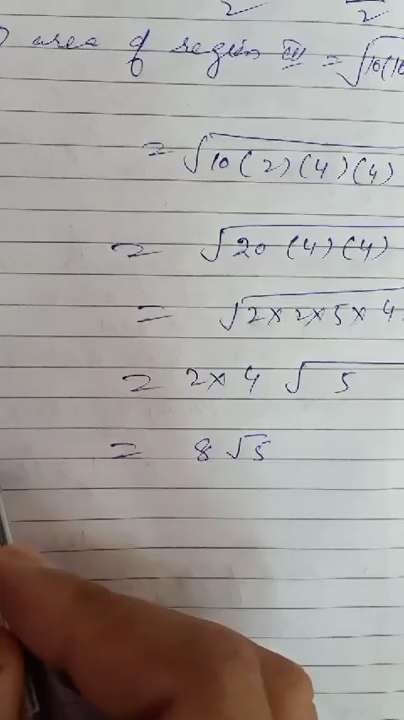 area of region III = √10(10
= √10(2)(4)(4)
= √20(4)(4)
= √2×2×5×4
= 2×4 √5
= 8√5